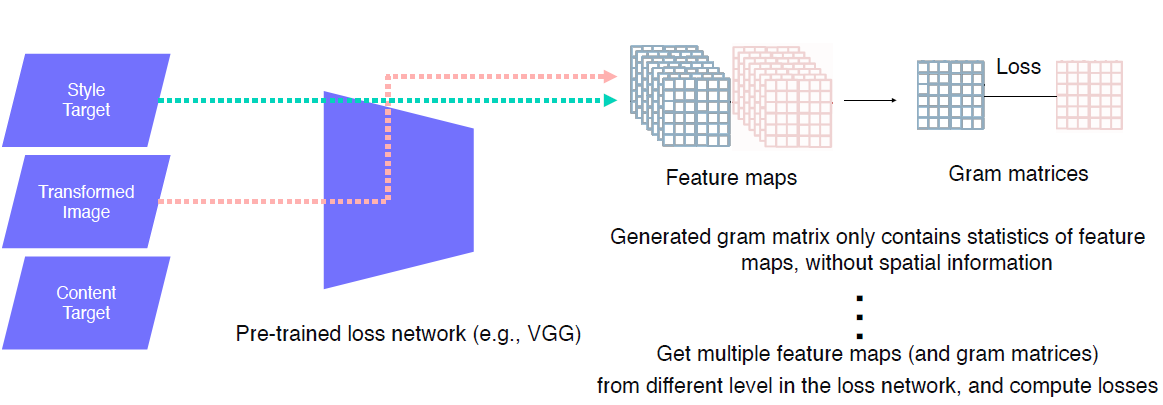 Style
Target
Transformed
Image
Content
Target
Pre-trained loss network (e.g., VGG)
Feature maps
Loss
Gram matrices
Generated gram matrix only contains statistics of feature
maps, without spatial information
Get multiple feature maps (and gram matrices)
from different level in the loss network, and compute losses